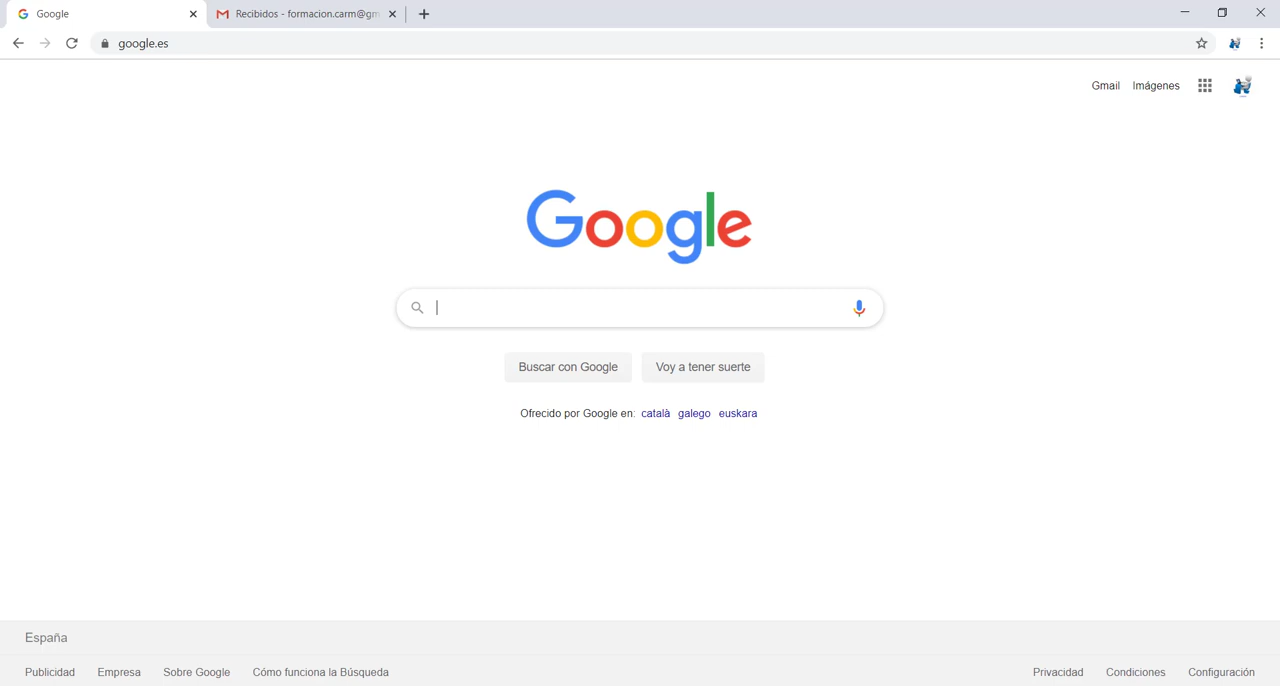 Google
Recibidos - formacion.carm@gm
google.es
Gmail Imágenes
Google
Buscar con Google Voy a tener suerte
Ofrecido por Google en: català galego euskara
España
Publicidad Empresa Sobre Google Cómo funciona la Búsqueda Privacidad Condiciones Configuración